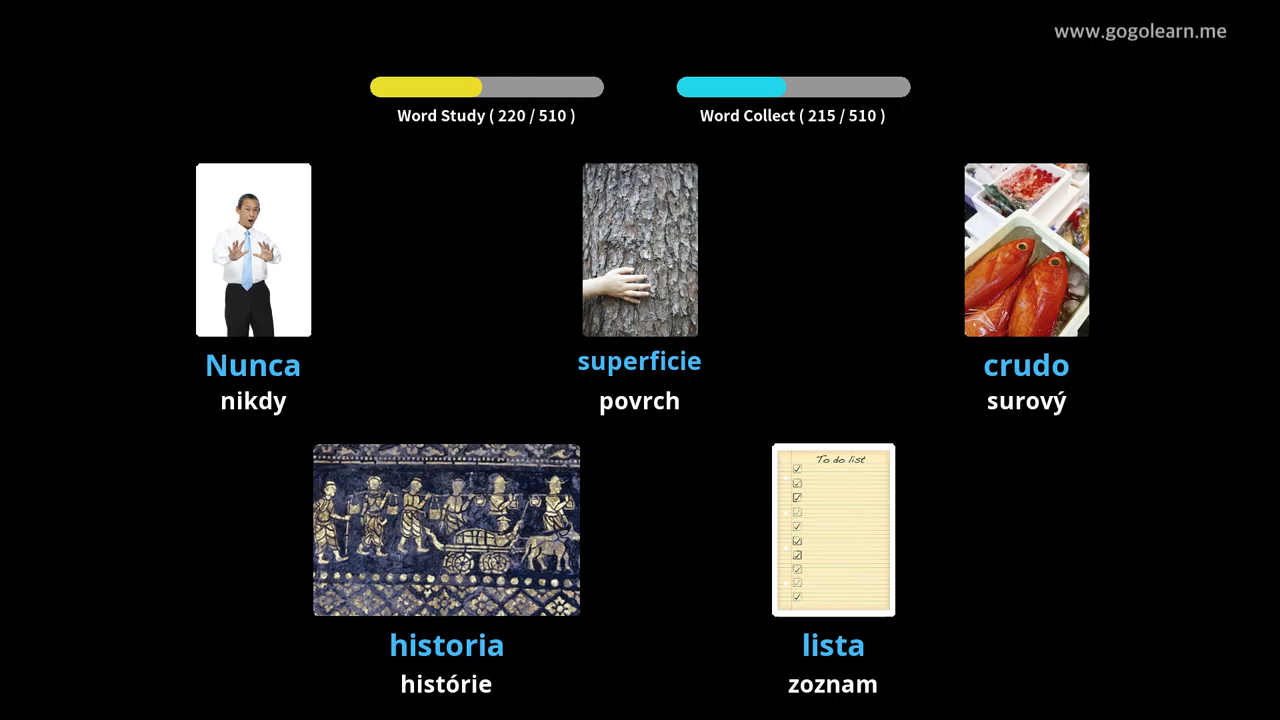 www.gogolearn.me
Word Study ( 220 / 510 )
Word Collect ( 215 / 510 )
Nunca
nikdy
superficie
povrch
crudo
surový
To do list
historia
histórie
lista
zoznam